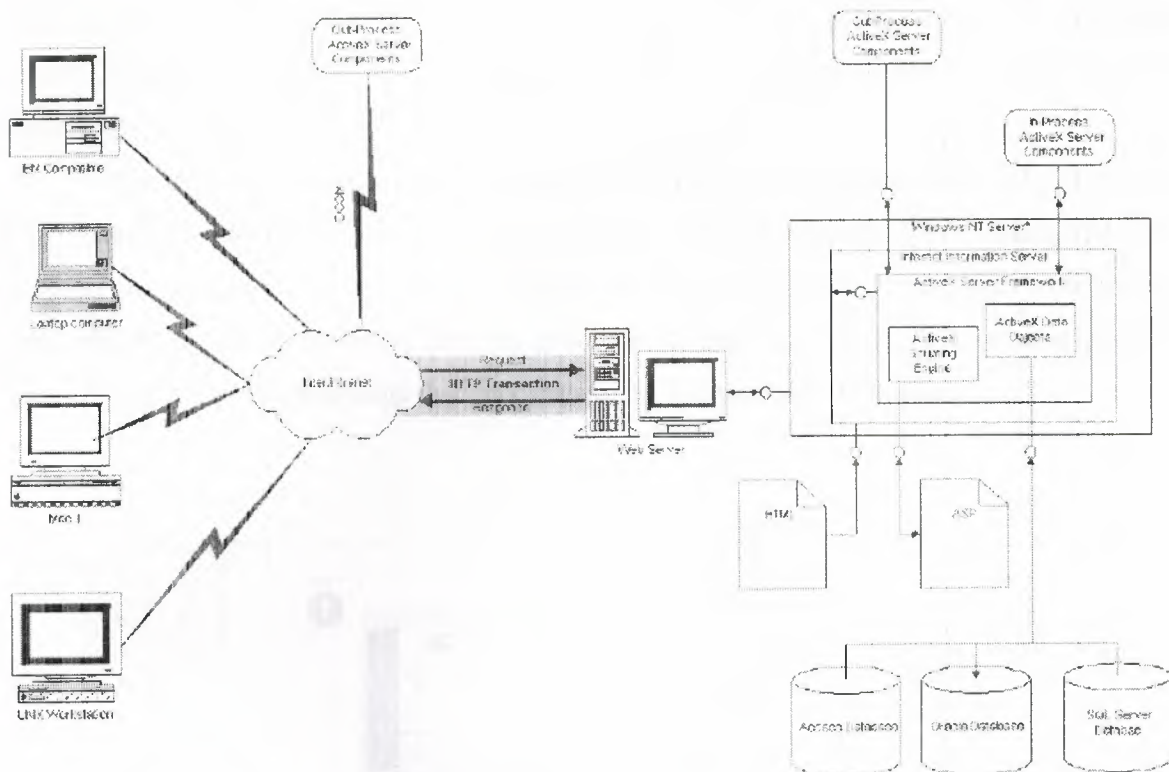 Out-Process
ActiveX Server
Components
Out-Process
ActiveX Server
Components
In-Process
ActiveX Server
Components
IBM Compatible
DCOM
Windows NT Server*
Internet Information Server
ActiveX Server Framework
ActiveX Data
Objects
ActiveX
Scripting
Engine
Laptop computer
Request
HTTP Transaction
Response
Web Server
HTML
ASP
UNIX Workstation
Access Database
Oracle Database
SQL Server
Database